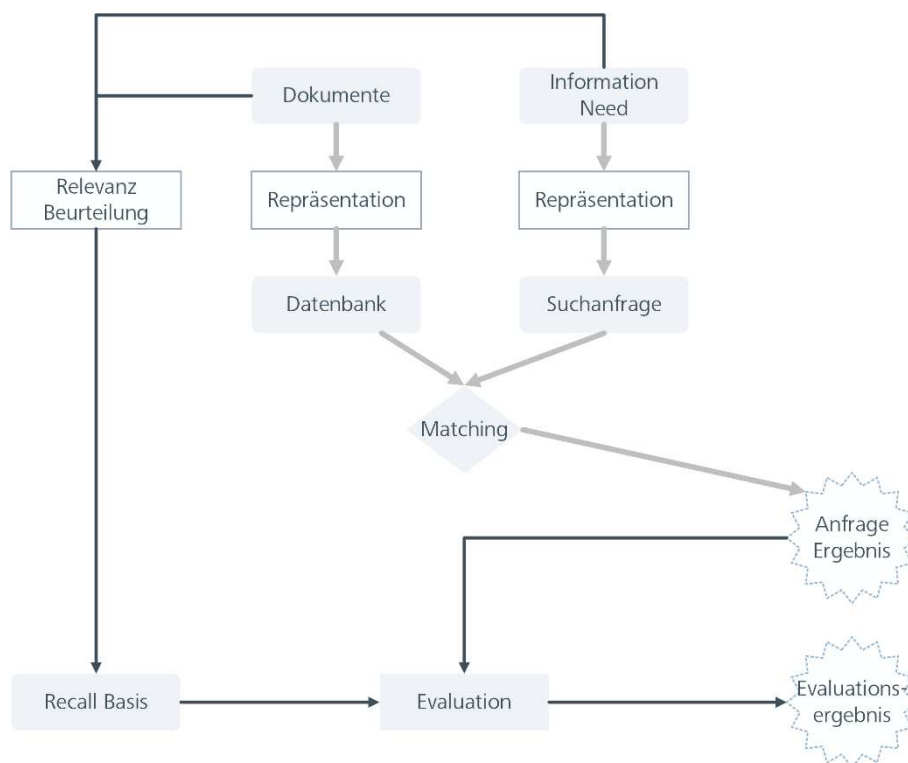 Dokumente
Information
Need
Relevanz
Beurteilung
Repräsentation
Repräsentation
Datenbank
Suchanfrage
Matching
Anfrage
Ergebnis
Recall Basis
Evaluation
Evaluations-
ergebnis